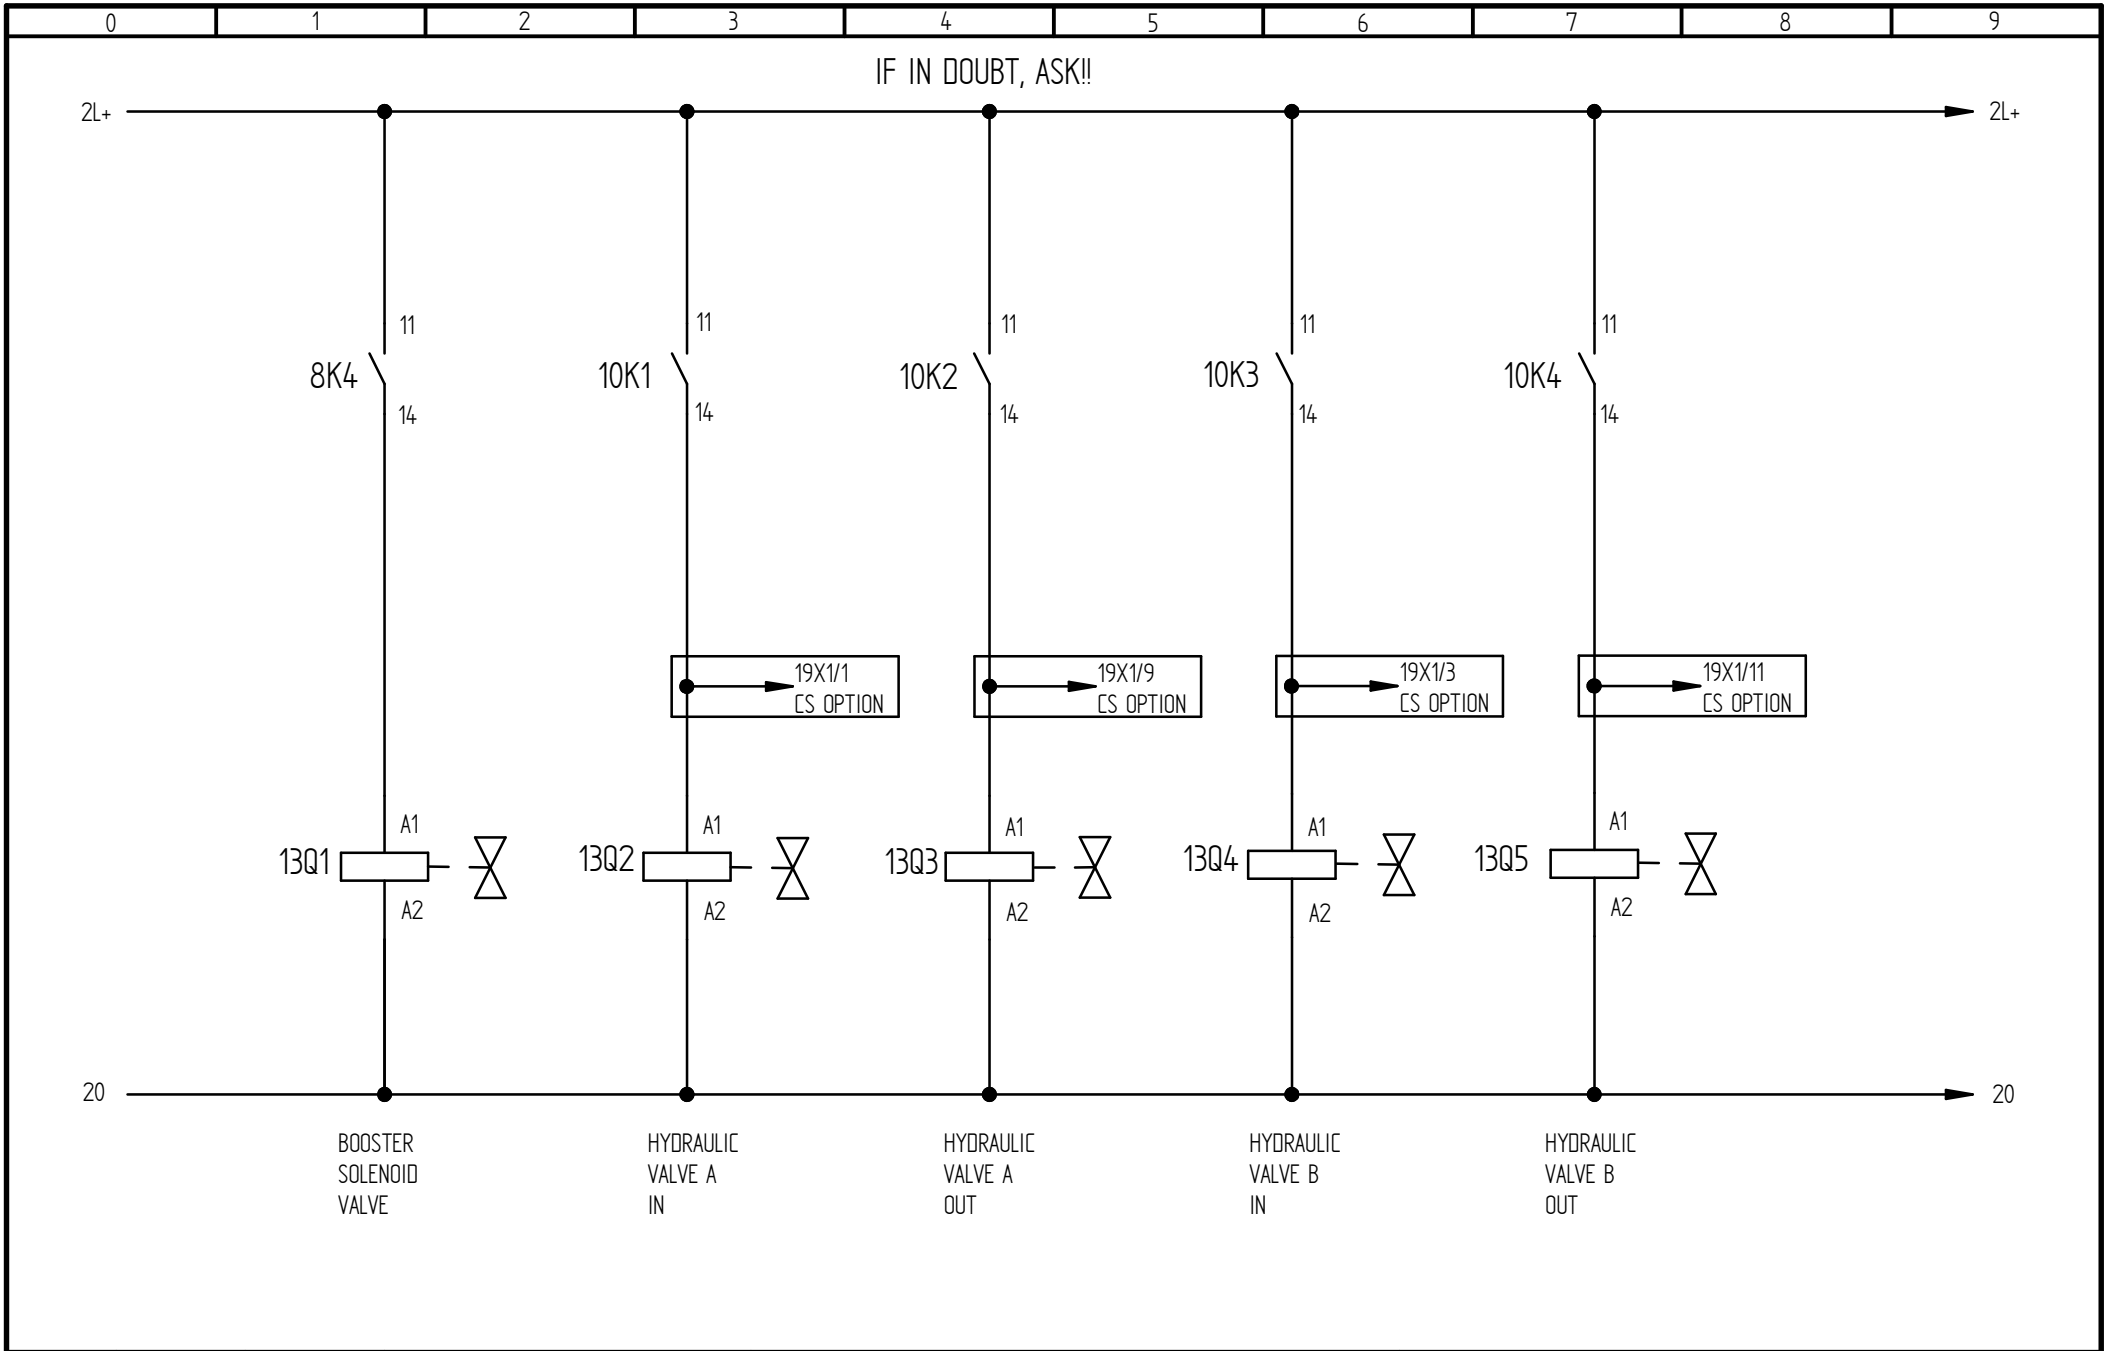 0 1 2 3 4 5 6 7 8 9
IF IN DOUBT, ASK!!
2L+ 2L+
11 11 11 11 11
8K4 10K1 10K2 10K3 10K4
14 14 14 14 14
19X1/1 19X1/9 19X1/3 19X1/11
CS OPTION CS OPTION CS OPTION CS OPTION
A1 A1 A1 A1 A1
13Q1 13Q2 13Q3 13Q4 13Q5
A2 A2 A2 A2 A2
20 20
BOOSTER HYDRAULIC HYDRAULIC HYDRAULIC HYDRAULIC
SOLENOID VALVE A VALVE A VALVE B VALVE B
VALVE IN OUT IN OUT